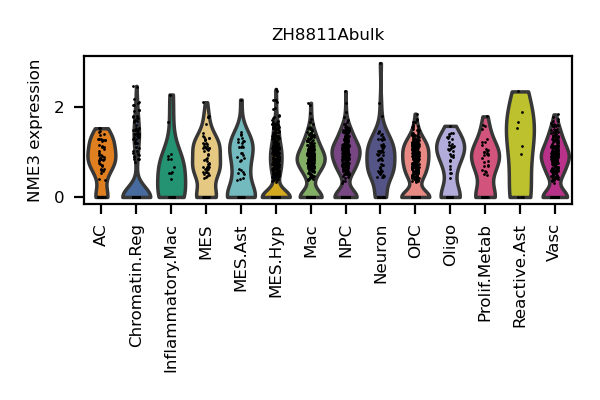 ZH8811Abulk
NME3 expression
2
0
AC
Chromatin.Reg
Inflammatory.Mac
MES
MES.Ast
MES.Hyp
Mac
NPC
Neuron
OPC
Oligo
Prolif.Metab
Reactive.Ast
Vasc